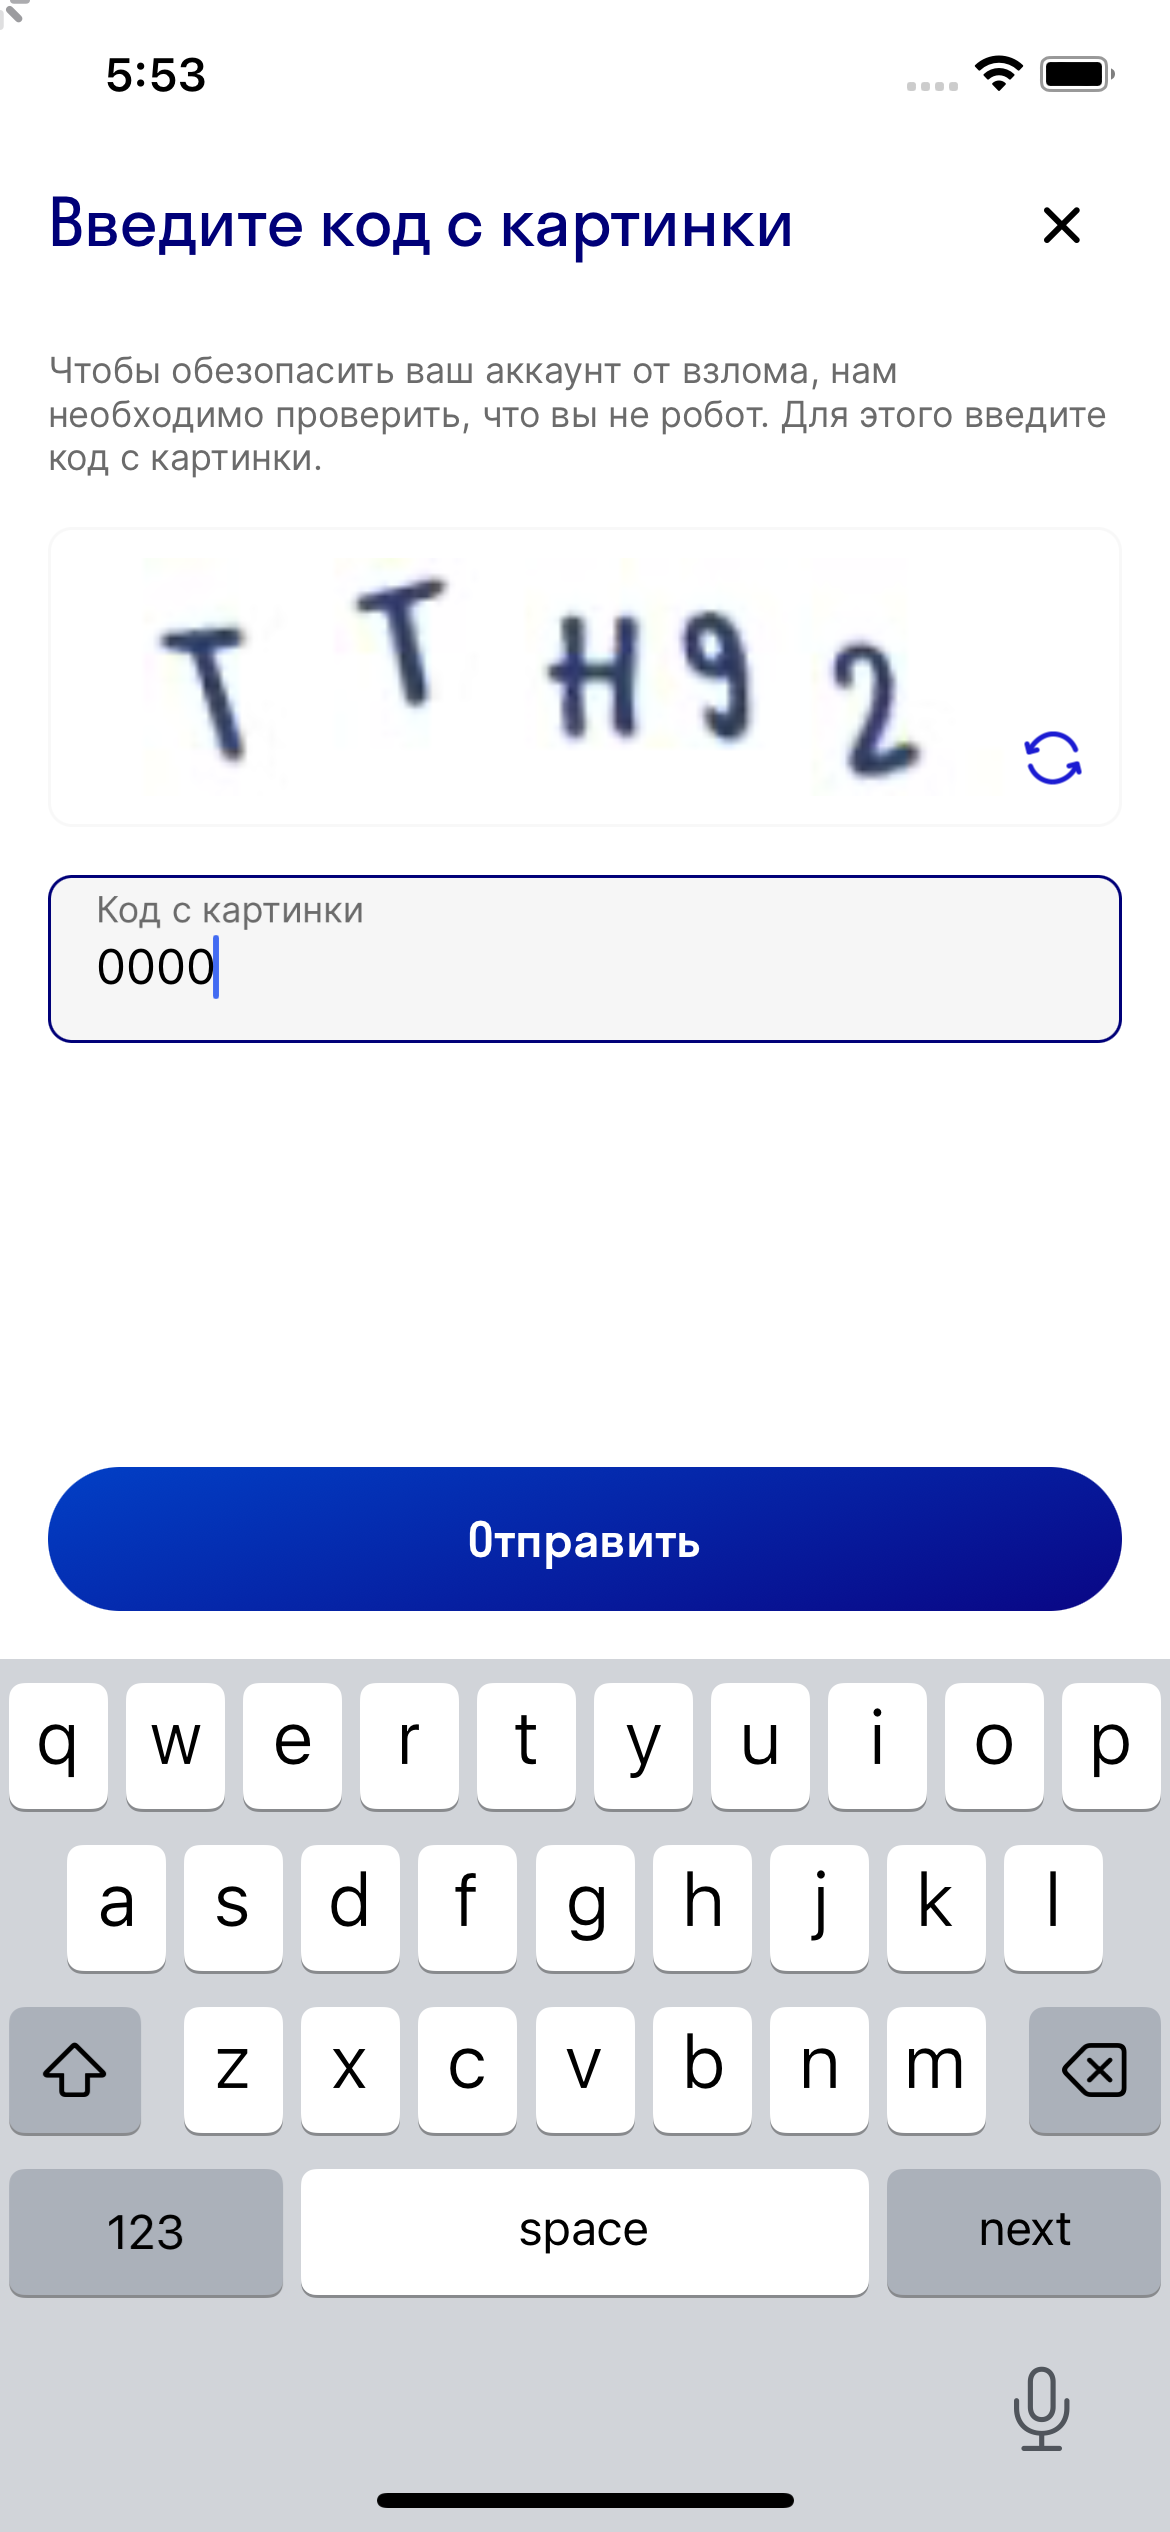 5:53
Введите код с картинки
Чтобы обезопасить ваш аккаунт от взлома, нам
необходимо проверить, что вы не робот. Для этого введите
код с картинки.
T T H 9 2
Код с картинки
0000
Отправить
q w e r t y u i o p
a s d f g h j k l
z x c v b n m
123 space next